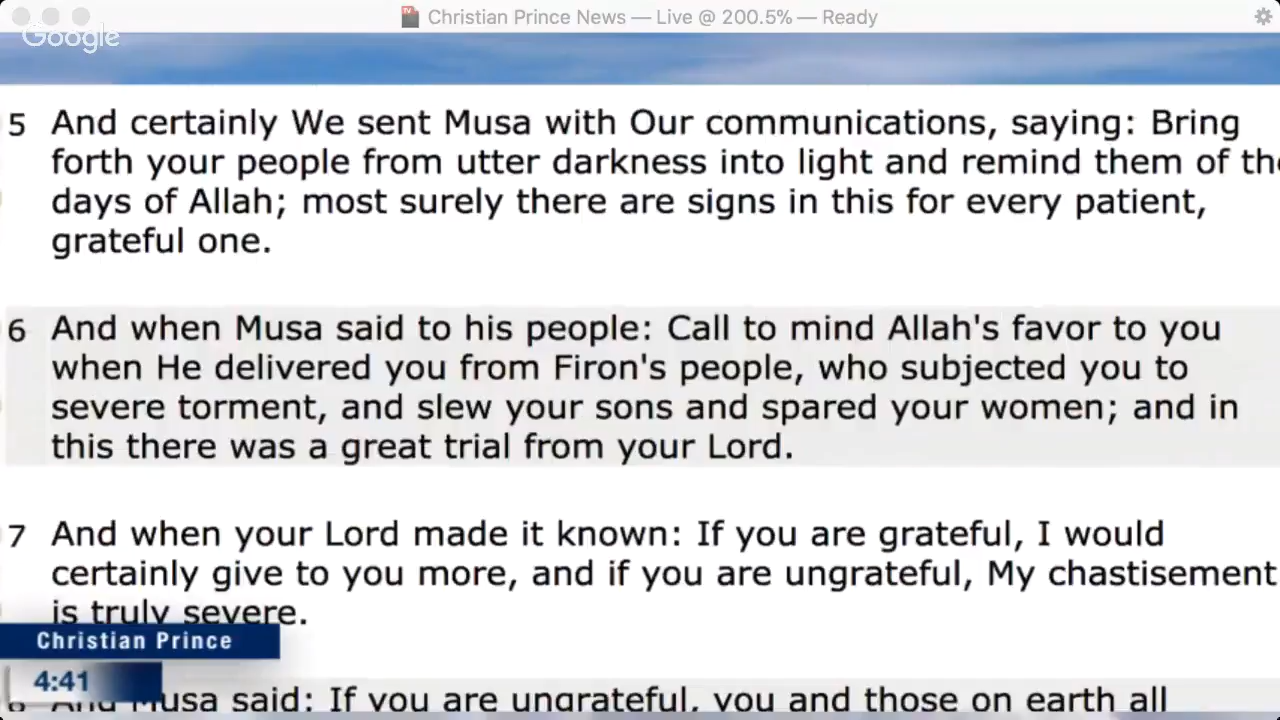 Christian Prince News — Live @ 200.5% — Ready
Google
5 And certainly We sent Musa with Our communications, saying: Bring
forth your people from utter darkness into light and remind them of the
days of Allah; most surely there are signs in this for every patient,
grateful one.
6 And when Musa said to his people: Call to mind Allah's favor to you
when He delivered you from Firon's people, who subjected you to
severe torment, and slew your sons and spared your women; and in
this there was a great trial from your Lord.
7 And when your Lord made it known: If you are grateful, I would
certainly give to you more, and if you are ungrateful, My chastisement
is truly severe.
Christian Prince
4:41
And Musa said: If you are ungrateful, you and those on earth all